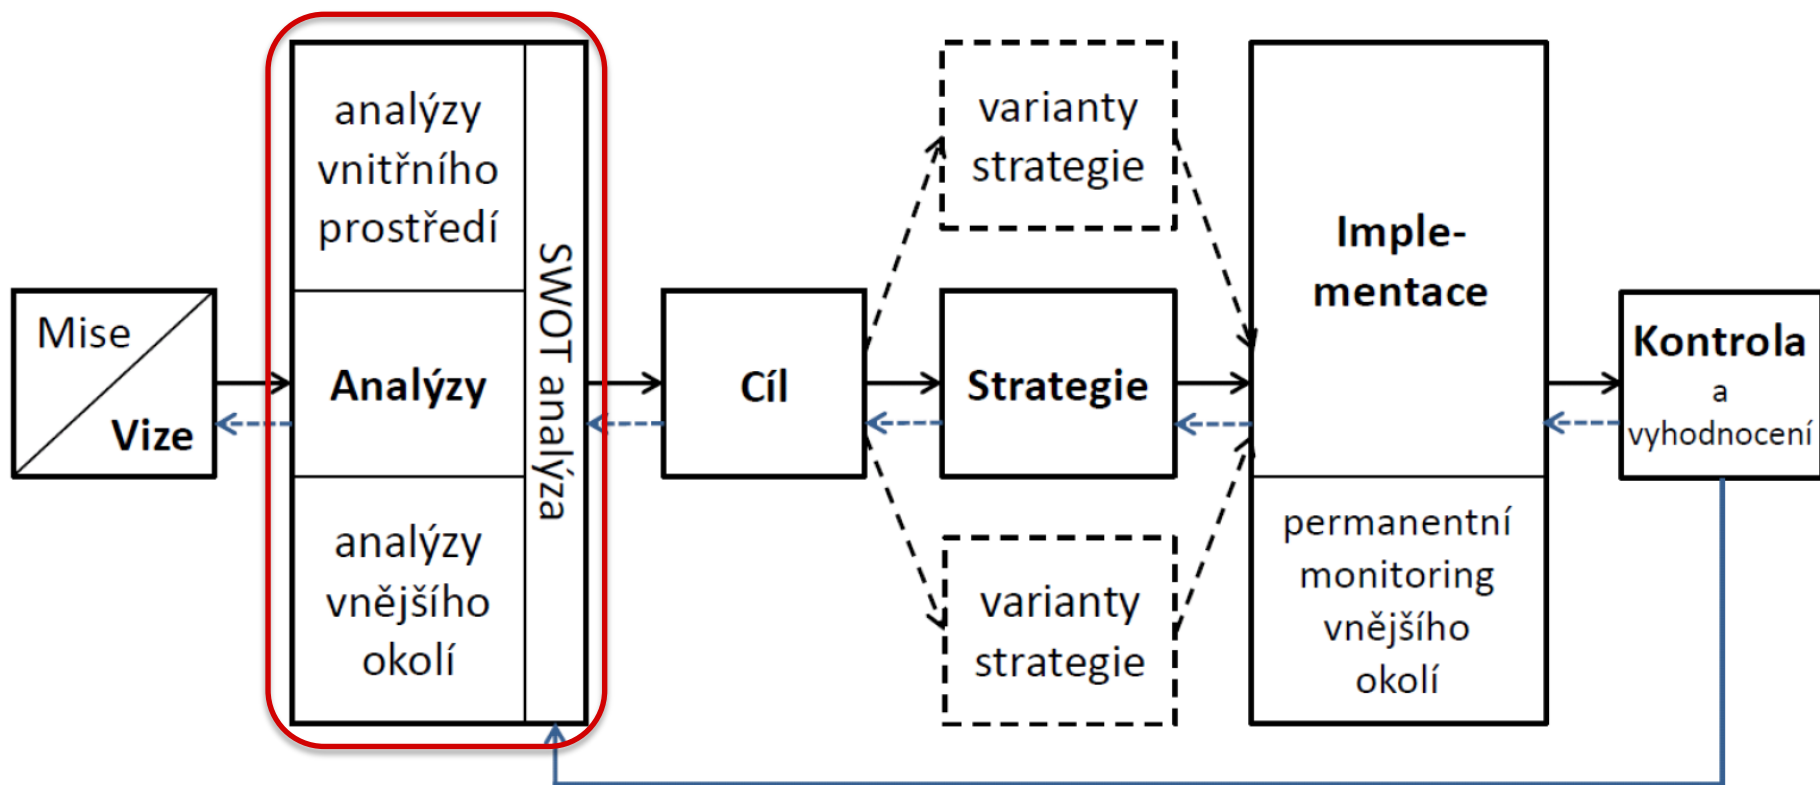 Mise
Vize
analýzy
vnitřního
prostředí
Analýzy
analýzy
vnějšího
okolí
SWOT analýza
Cíl
varianty
strategie
Strategie
varianty
strategie
Imple-
mentace
permanentní
monitoring
vnějšího
okolí
Kontrola
a
vyhodnocení